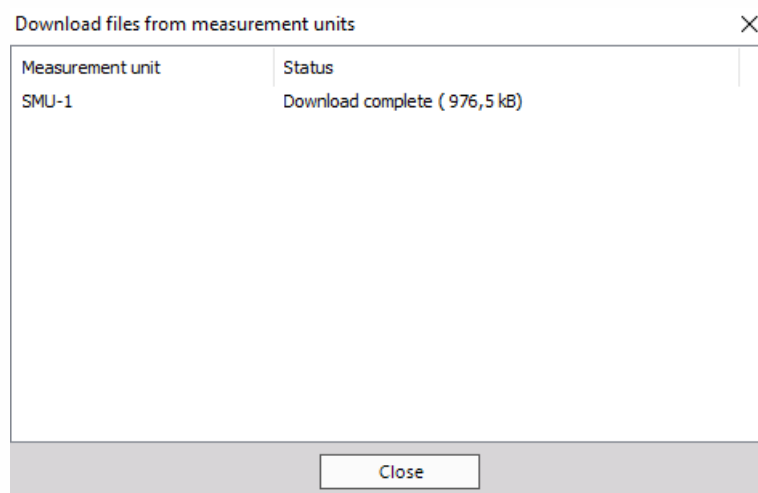 Download files from measurement units
Measurement unit Status
SMU-1 Download complete ( 976,5 kB)
Close